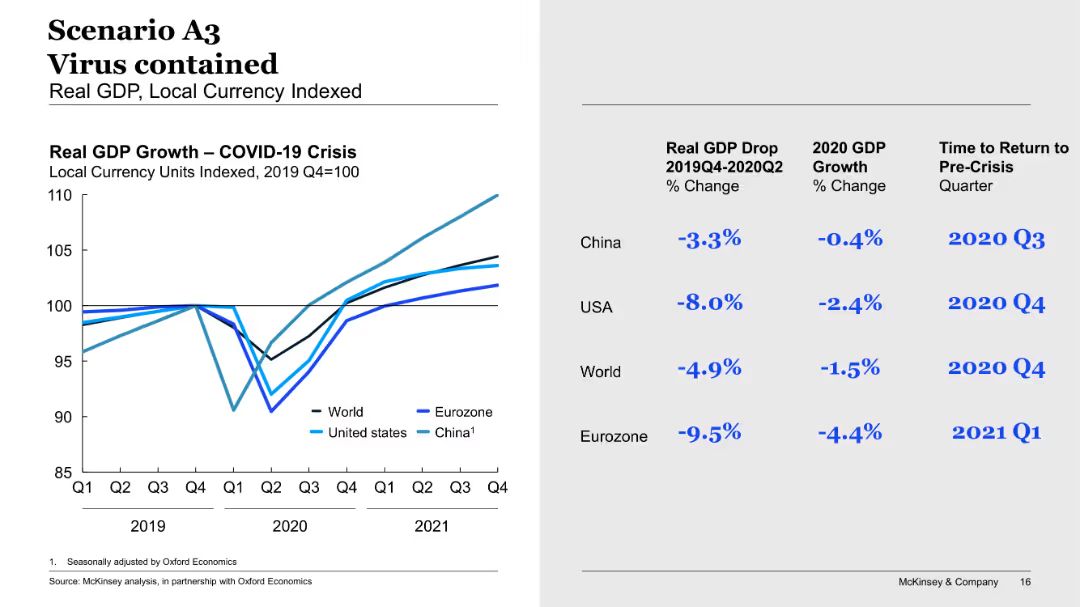 Scenario A3
Virus contained
Real GDP, Local Currency Indexed
Real GDP Growth – COVID-19 Crisis
Local Currency Units Indexed, 2019 Q4=100
110
105
100
95
90
85
World
Eurozone
United states
China¹
Q1 Q2 Q3 Q4 Q1 Q2 Q3 Q4 Q1 Q2 Q3 Q4
2019 2020 2021
1. Seasonally adjusted by Oxford Economics
Source: McKinsey analysis, in partnership with Oxford Economics
Real GDP Drop
2019Q4-2020Q2
% Change
2020 GDP
Growth
% Change
Time to Return to
Pre-Crisis
Quarter
China -3.3% -0.4% 2020 Q3
USA -8.0% -2.4% 2020 Q4
World -4.9% -1.5% 2020 Q4
Eurozone -9.5% -4.4% 2021 Q1
McKinsey & Company 16